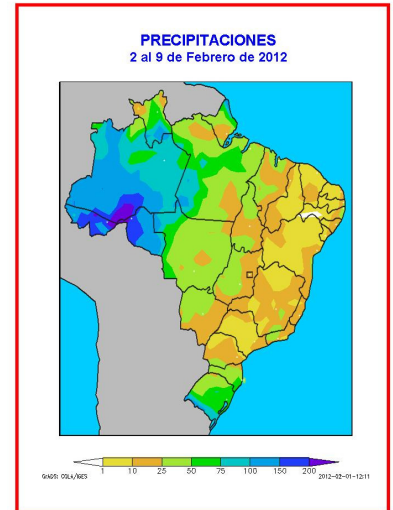 PRECIPITACIONES
2 al 9 de Febrero de 2012
1 10 25 50 75 100 150 200
GrADS: COLA/IGES
2012-02-01-12:11